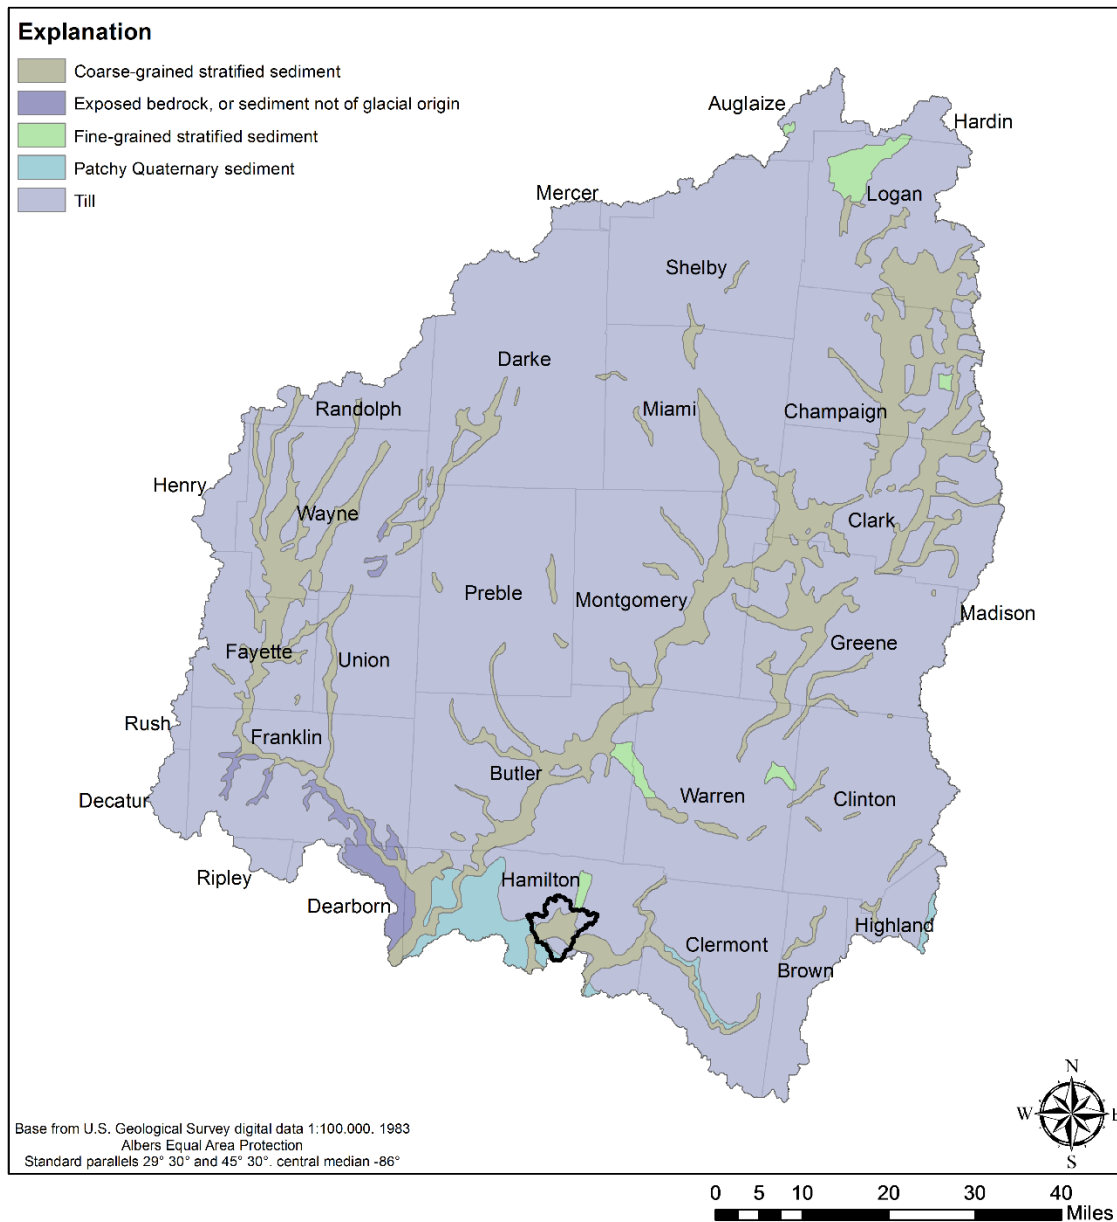 Explanation
Coarse-grained stratified sediment
Exposed bedrock, or sediment not of glacial origin
Fine-grained stratified sediment
Patchy Quaternary sediment
Till
Auglaize
Hardin
Mercer
Logan
Shelby
Darke
Randolph
Miami
Champaign
Henry
Wayne
Clark
Preble
Montgomery
Madison
Fayette
Union
Greene
Rush
Franklin
Butler
Warren
Clinton
Decatur
Ripley
Hamilton
Dearborn
Highland
Clermont
Brown
N
W
E
S
Base from U.S. Geological Survey digital data 1:100.000. 1983
Albers Equal Area Protection
Standard parallels 29° 30° and 45° 30°. central median -86°
0 5 10 20 30 40
Miles